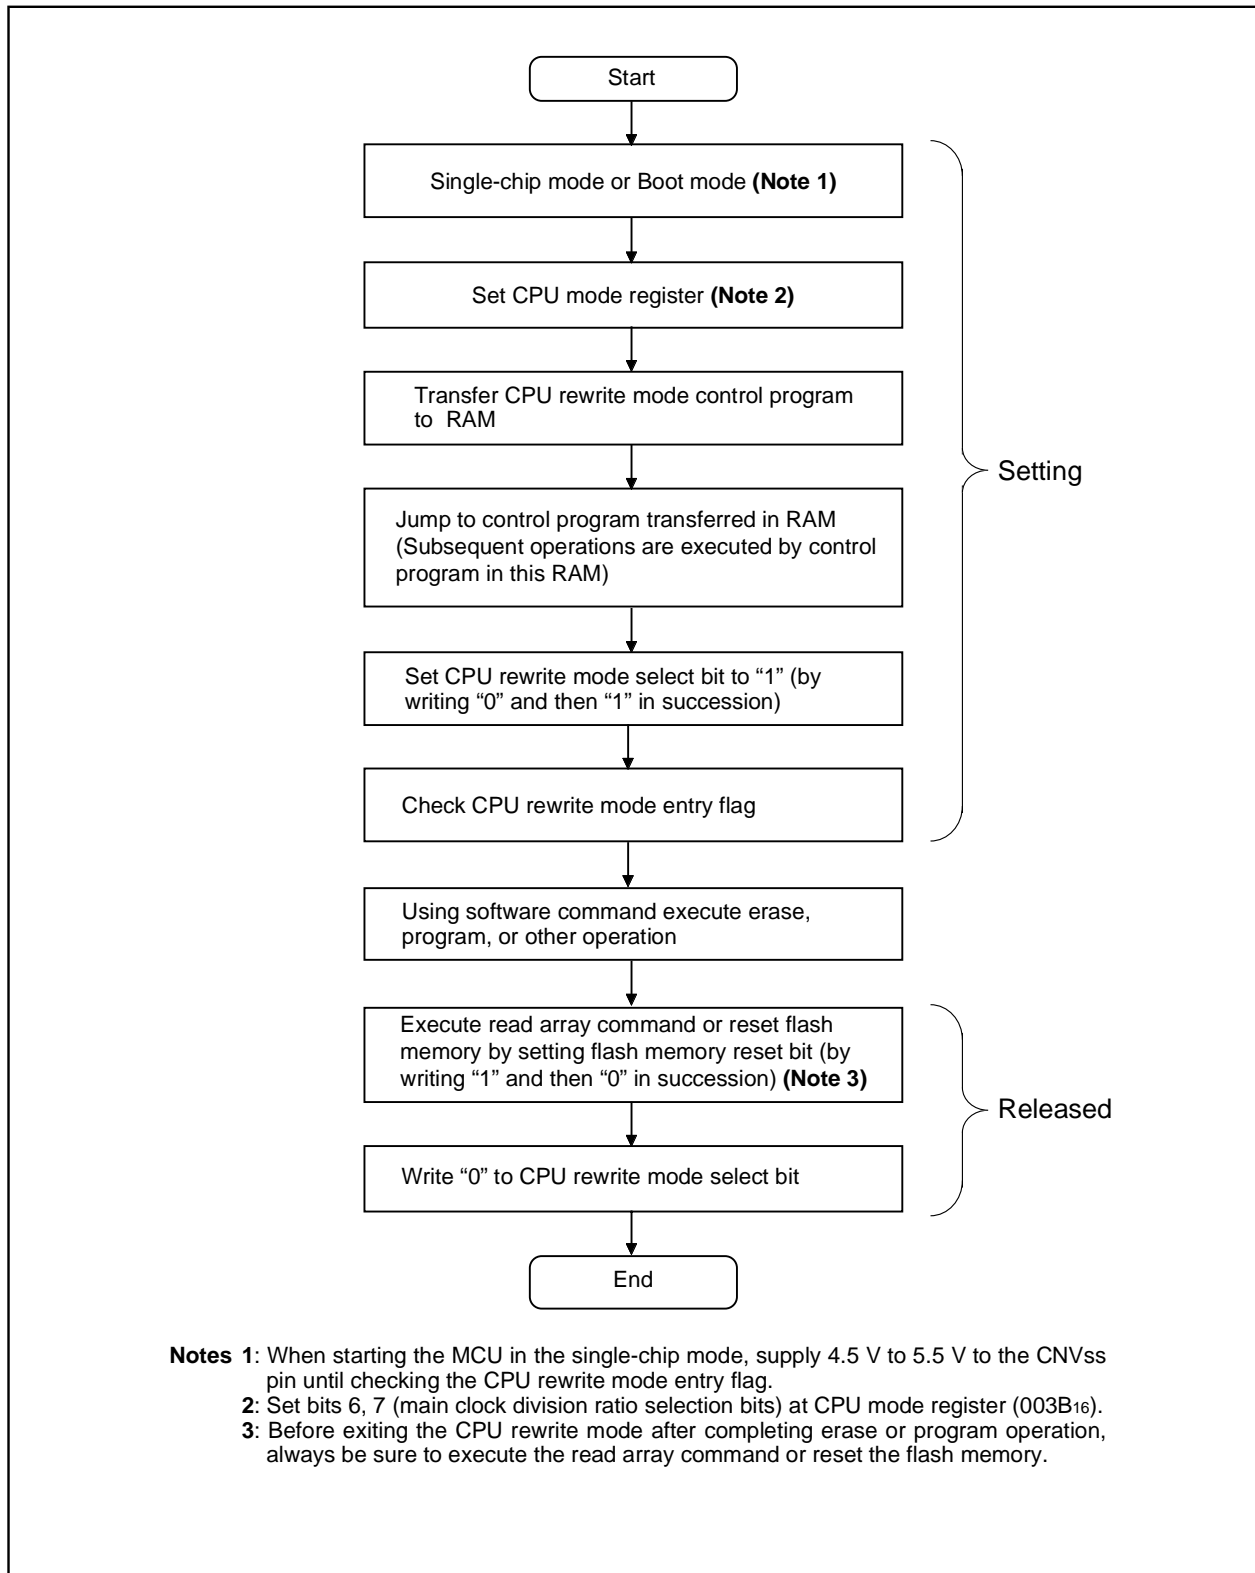 Start
Single-chip mode or Boot mode (Note 1)
Set CPU mode register (Note 2)
Transfer CPU rewrite mode control program
to RAM
Jump to control program transferred in RAM
(Subsequent operations are executed by control
program in this RAM)
Setting
Set CPU rewrite mode select bit to “1” (by
writing “0” and then “1” in succession)
Check CPU rewrite mode entry flag
Using software command execute erase,
program, or other operation
Execute read array command or reset flash
memory by setting flash memory reset bit (by
writing “1” and then “0” in succession) (Note 3)
Released
Write “0” to CPU rewrite mode select bit
End
Notes 1: When starting the MCU in the single-chip mode, supply 4.5 V to 5.5 V to the CNVss
pin until checking the CPU rewrite mode entry flag.
2: Set bits 6, 7 (main clock division ratio selection bits) at CPU mode register (003B16).
3: Before exiting the CPU rewrite mode after completing erase or program operation,
always be sure to execute the read array command or reset the flash memory.